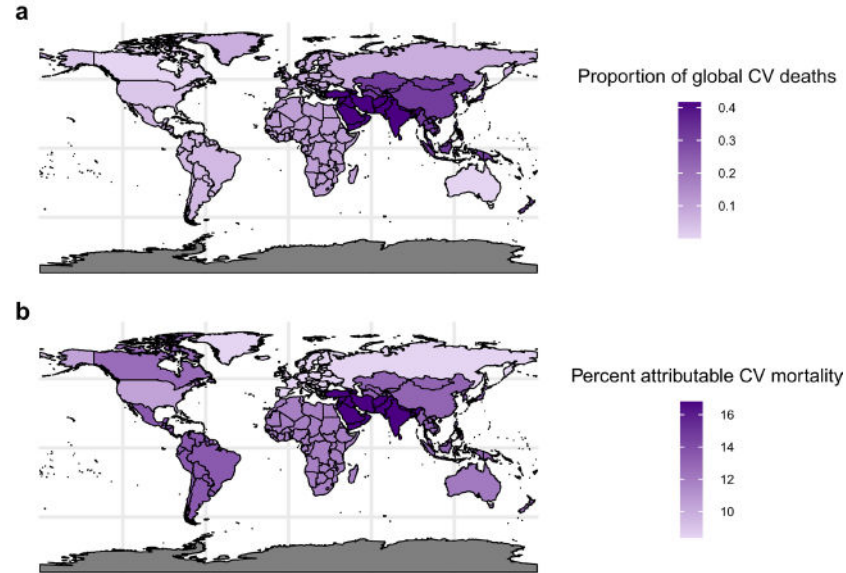 a
Proportion of global CV deaths
0.4
0.3
0.2
0.1
b
Percent attributable CV mortality
16
14
12
10